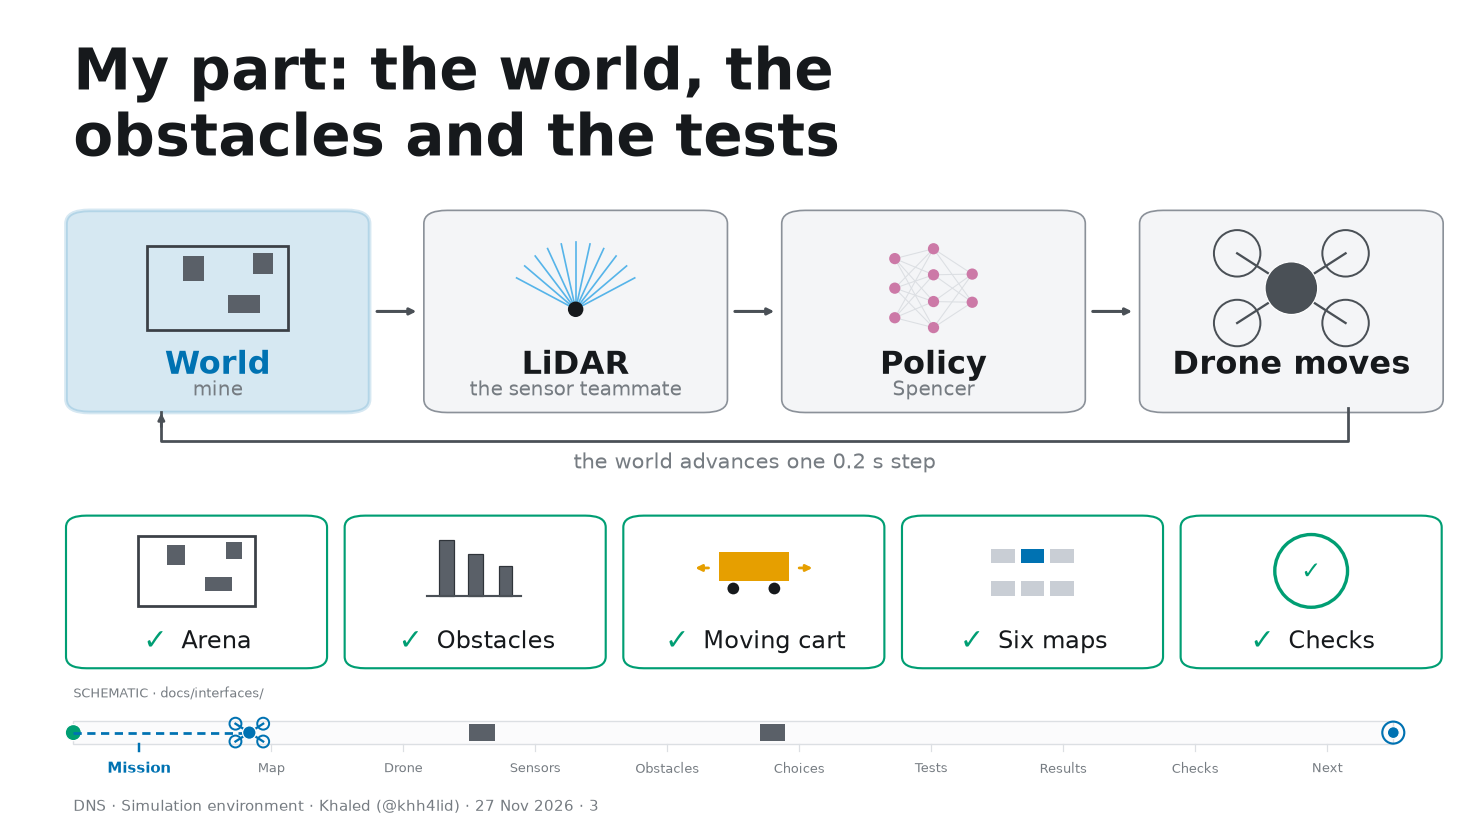 My part: the world, the
obstacles and the tests
World
mine
LiDAR
the sensor teammate
Policy
Spencer
Drone moves
the world advances one 0.2 s step
✓ Arena
✓ Obstacles
✓ Moving cart
✓ Six maps
✓
✓ Checks
SCHEMATIC · docs/interfaces/
Mission
Map
Drone
Sensors
Obstacles
Choices
Tests
Results
Checks
Next
DNS · Simulation environment · Khaled (@khh4lid) · 27 Nov 2026 · 3